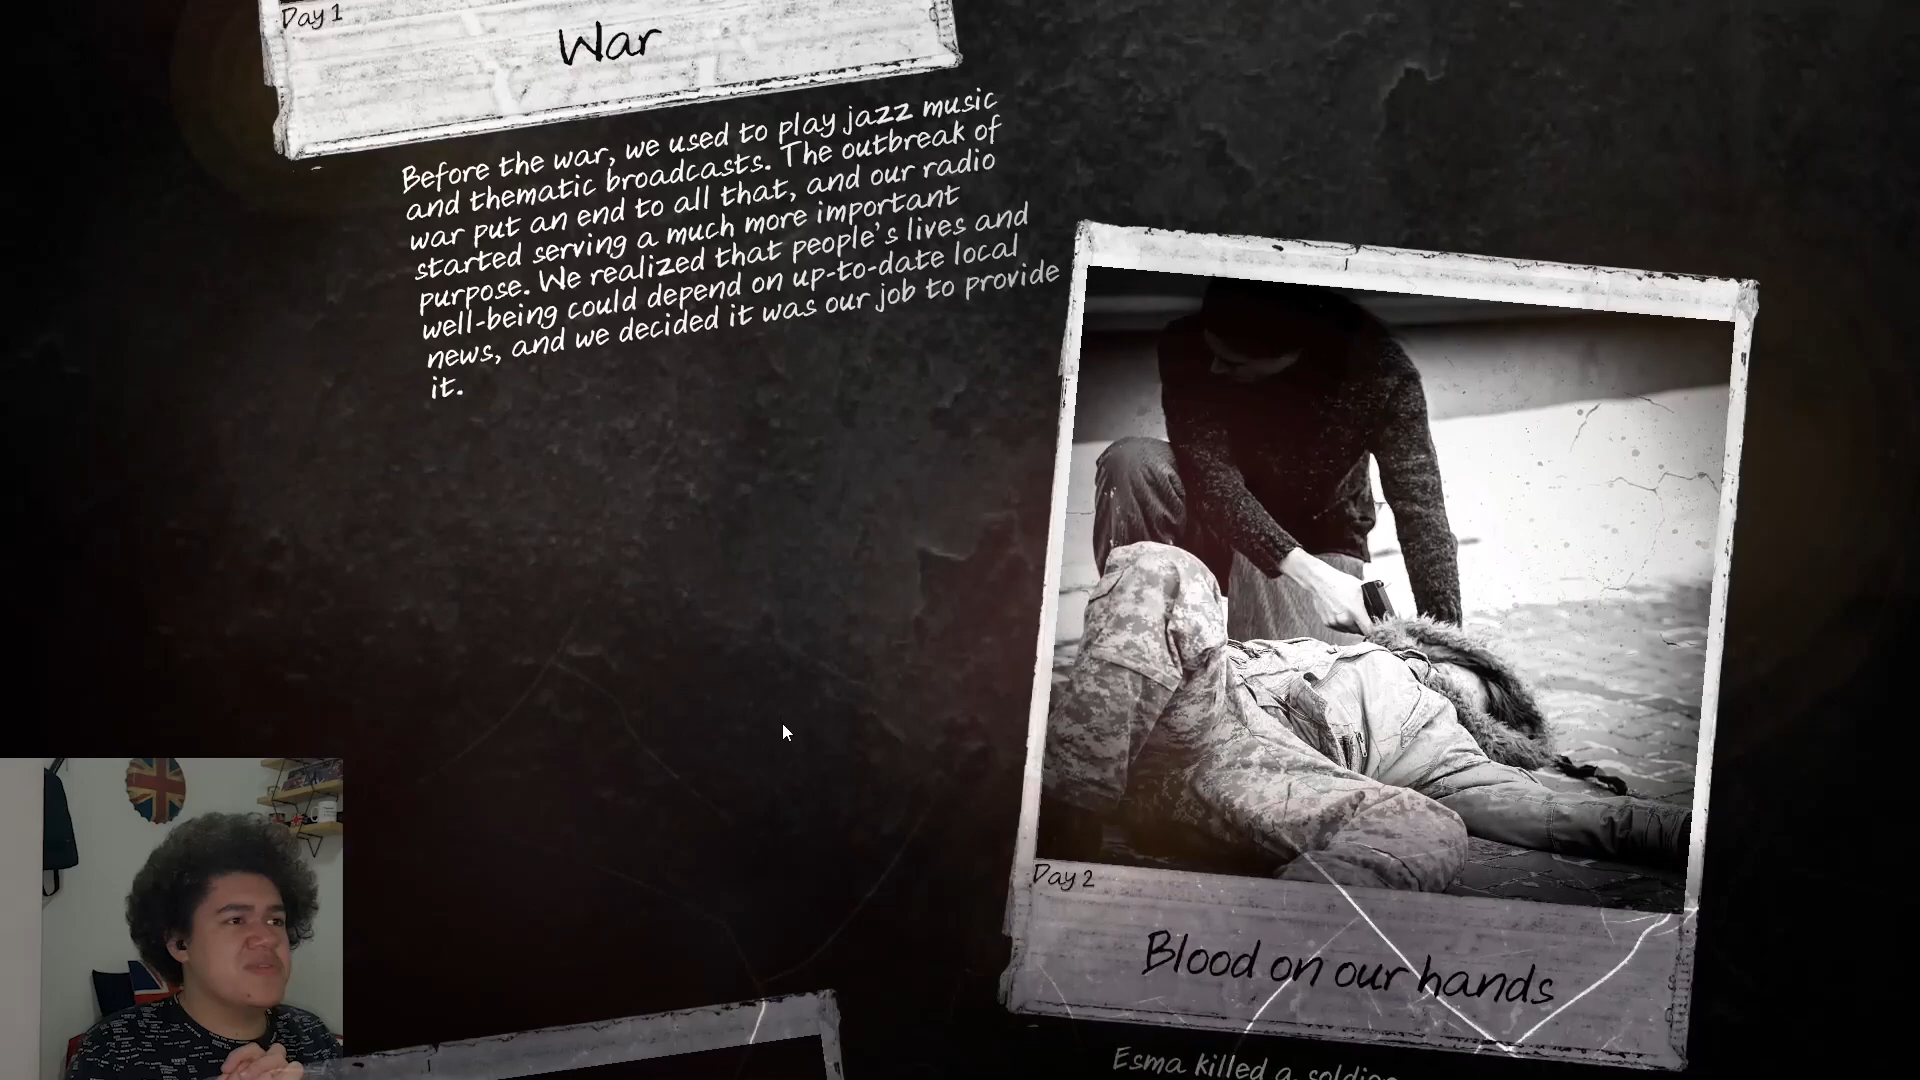 Day 1
War
Before the war, we used to play jazz music
and thematic broadcasts. The outbreak of
war put an end to all that, and our radio
started serving a much more important
purpose. We realized that people's lives and
well-being could depend on up-to-date local
news, and we decided it was our job to provide
it.
Day 2
Blood on our hands
Esma killed a soldier